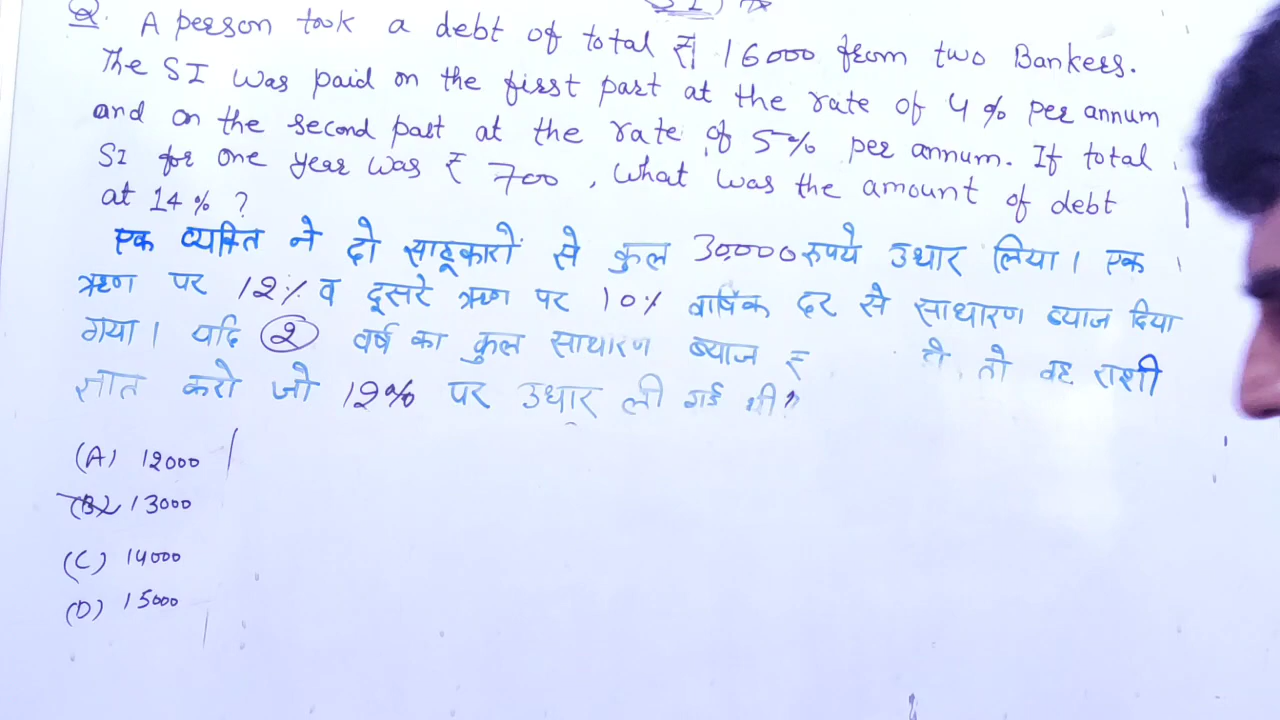 Q. A person took a debt of total ₹ 16000 from two Bankers.
The SI was paid on the first part at the rate of 4% per annum
and on the second part at the rate of 5% per annum. If total
SI for one year was ₹ 700, What was the amount of debt
at 14% ?
एक व्यक्ति ने दो साहूकारों से कुल 30000 रुपये उधार लिया। एक
ऋण पर 12% व दूसरे ऋण पर 10% वार्षिक दर से साधारण ब्याज दिया
गया। यदि 2 वर्ष का कुल साधारण ब्याज ₹ तो वह राशी
ज्ञात करो जो 12% पर उधार ली गई थी?
(A) 12000
(B) 13000
(C) 14000
(D) 15000